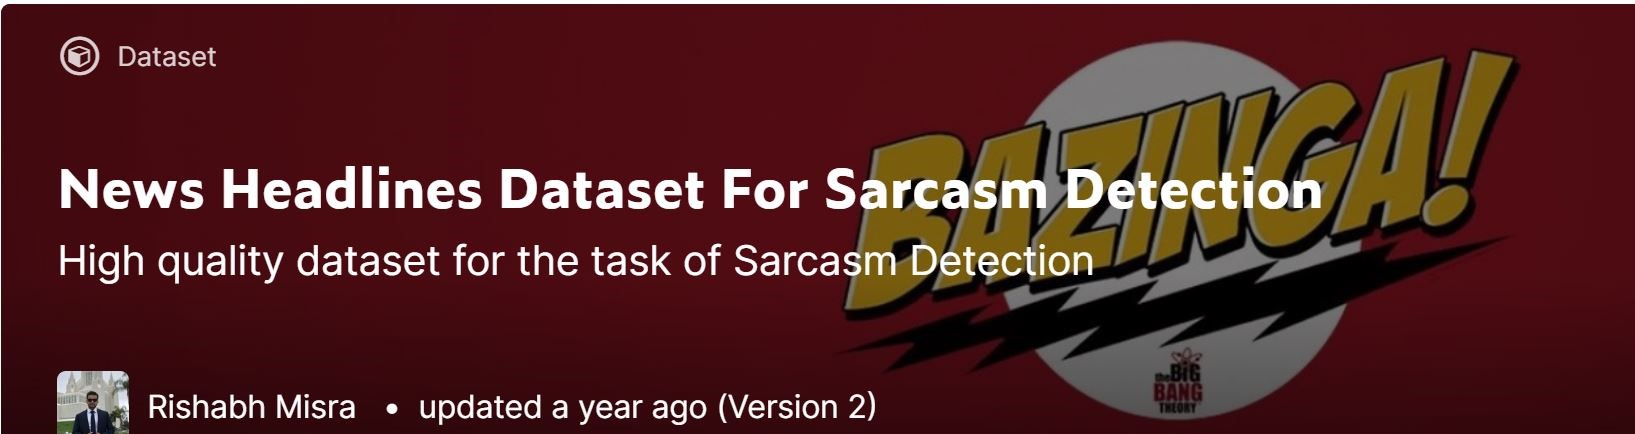 Dataset
BAZINGA!
News Headlines Dataset For Sarcasm Detection
High quality dataset for the task of Sarcasm Detection
the BIG
BANG
THEORY
Rishabh Misra • updated a year ago (Version 2)